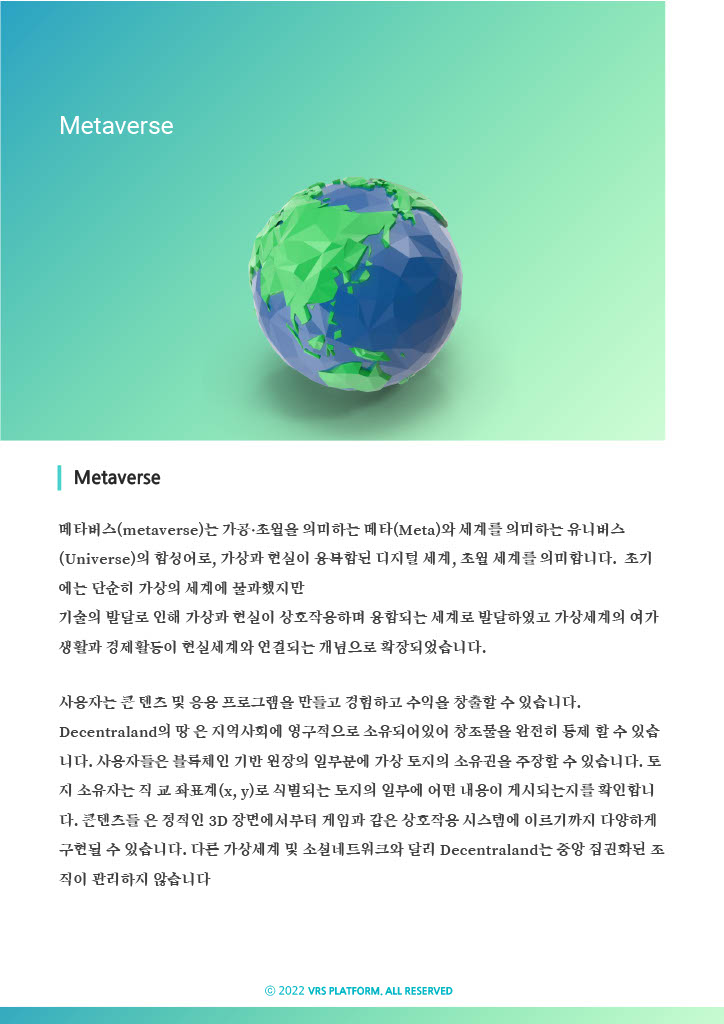 Metaverse
Metaverse
메타버스(metaverse)는 가공·초월을 의미하는 메타(Meta)와 세계를 의미하는 유니버스
(Universe)의 합성어로, 가상과 현실이 융복합된 디지털 세계, 초월 세계를 의미합니다. 초기
에는 단순히 가상의 세계에 불과했지만
기술의 발달로 인해 가상과 현실이 상호작용하며 융합되는 세계로 발달하였고 가상세계의 여가
생활과 경제활동이 현실세계와 연결되는 개념으로 확장되었습니다.
사용자는 콘 텐츠 및 응용 프로그램을 만들고 경험하고 수익을 창출할 수 있습니다.
Decentraland의 땅 은 지역사회에 영구적으로 소유되어있어 창조물을 완전히 통제 할 수 있습
니다. 사용자들은 블록체인 기반 원장의 일부분에 가상 토지의 소유권을 주장할 수 있습니다. 토
지 소유자는 직 교 좌표계(x, y)로 식별되는 토지의 일부에 어떤 내용이 게시되는지를 확인합니
다. 콘텐츠들 은 정적인 3D 장면에서부터 게임과 같은 상호작용 시스템에 이르기까지 다양하게
구현될 수 있습니다. 다른 가상세계 및 소셜네트워크와 달리 Decentraland는 중앙 집권화된 조
직이 관리하지 않습니다
ⓒ 2022 VRS PLATFORM. ALL RESERVED